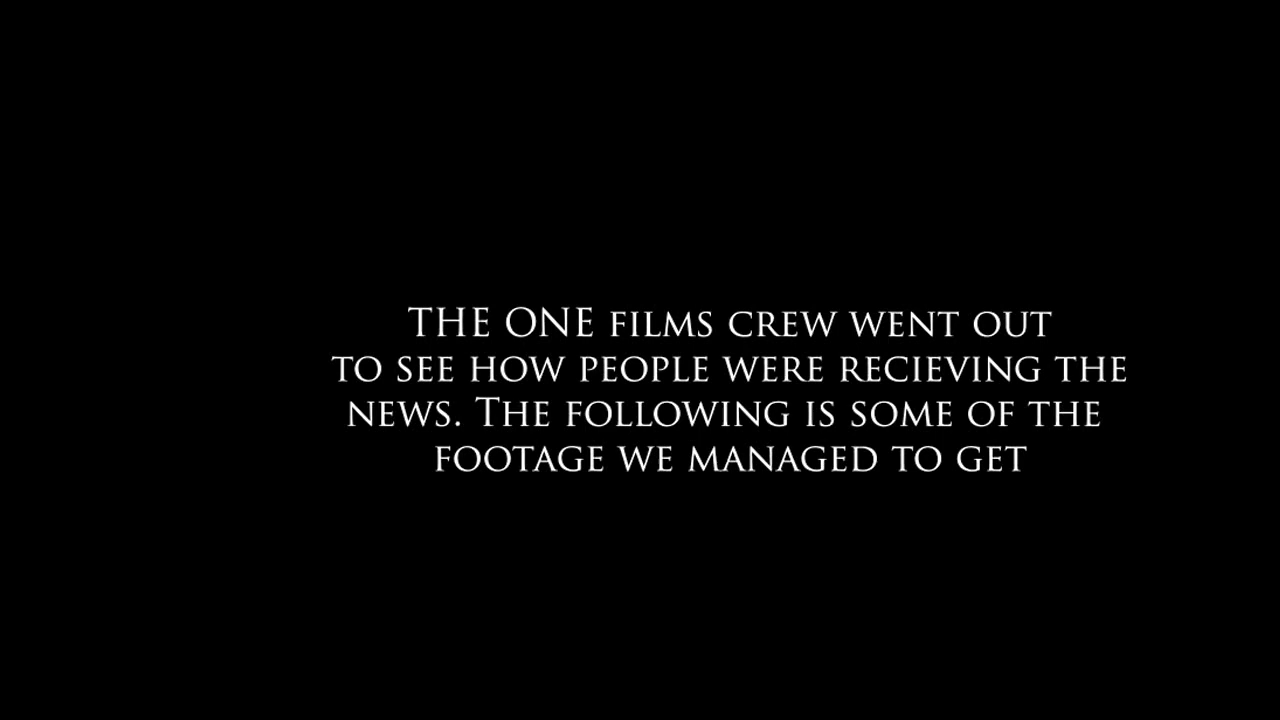 THE ONE FILMS CREW WENT OUT
TO SEE HOW PEOPLE WERE RECIEVING THE
NEWS. THE FOLLOWING IS SOME OF THE
FOOTAGE WE MANAGED TO GET